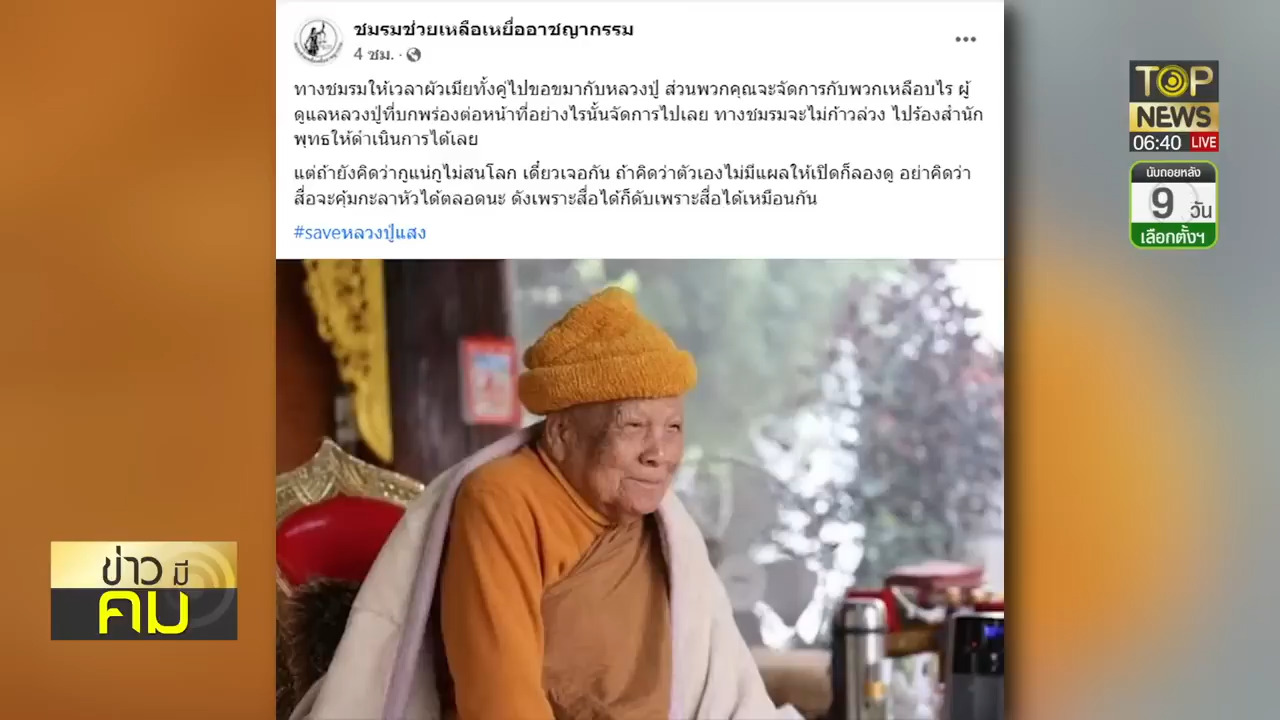 ชมรมช่วยเหลือเหยื่ออาชญากรรม
4 ชม. ·
ทางชมรมให้เวลาผัวเมียทั้งคู่ไปขอขมากับหลวงปู่ ส่วนพวกคุณจะจัดการกับพวกเหลือบไร ผู้
ดูแลหลวงปู่ที่บกพร่องต่อหน้าที่อย่างไรนั้นจัดการไปเลย ทางชมรมจะไม่ก้าวล่วง ไปร้องสำนัก
พุทธให้ดำเนินการได้เลย
แต่ถ้ายังคิดว่ากูแน่กูไม่สนโลก เดี๋ยวเจอกัน ถ้าคิดว่าตัวเองไม่มีแผลให้เปิดก็ลองดู อย่าคิดว่า
สื่อจะคุ้มกะลาหัวได้ตลอดนะ ดังเพราะสื่อได้ก็ดับเพราะสื่อได้เหมือนกัน
#saveหลวงปู่แสง
TOP
NEWS
06:40 LIVE
นับถอยหลัง
9 วัน
เลือกตั้งฯ
ข่าวมี
คม